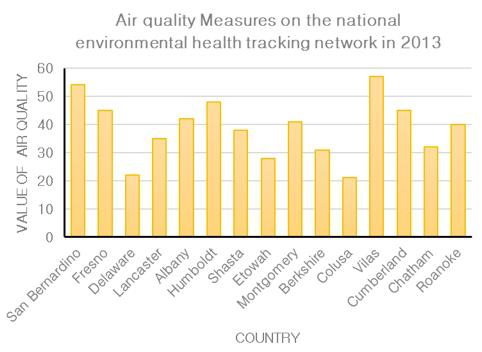 Air quality Measures on the national
environmental health tracking network in 2013
VALUE OF AIR QUALITY
60
50
40
30
20
10
0
San Bernardino
Fresno
Delaware
Lancaster
Albany
Humboldt
Shasta
Etowah
Montgomery
Berkshire
Colusa
Vilas
Cumberland
Chatham
Roanoke
COUNTRY